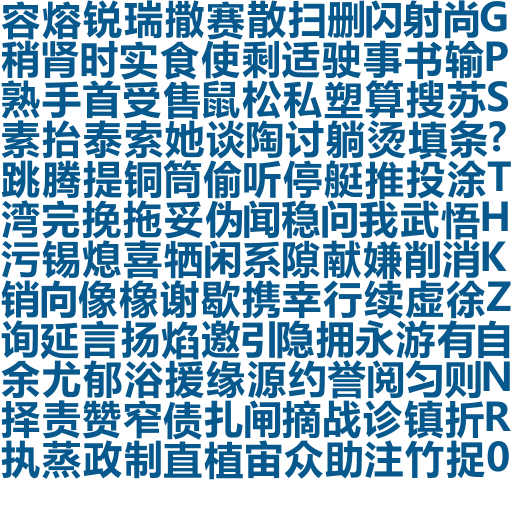 容熔锐瑞撒赛散扫删闪射尚G
稍肾时实食使剩适驶事书输P
熟手首受售鼠松私塑算搜苏S
素抬泰索她谈陶讨躺烫填条?
跳腾提铜筒偷听停艇推投涂T
湾完挽拖妥伪闻稳问我武悟H
污锡熄喜牺闲系隙献嫌削消K
销向像橡谢歇携幸行续虚徐Z
询延言扬焰邀引隐拥永游有自
余尤郁浴援缘源约誉阅匀则N
择责赞窄债扎闸摘战诊镇折R
执蒸政制直植宙众助注竹捉0